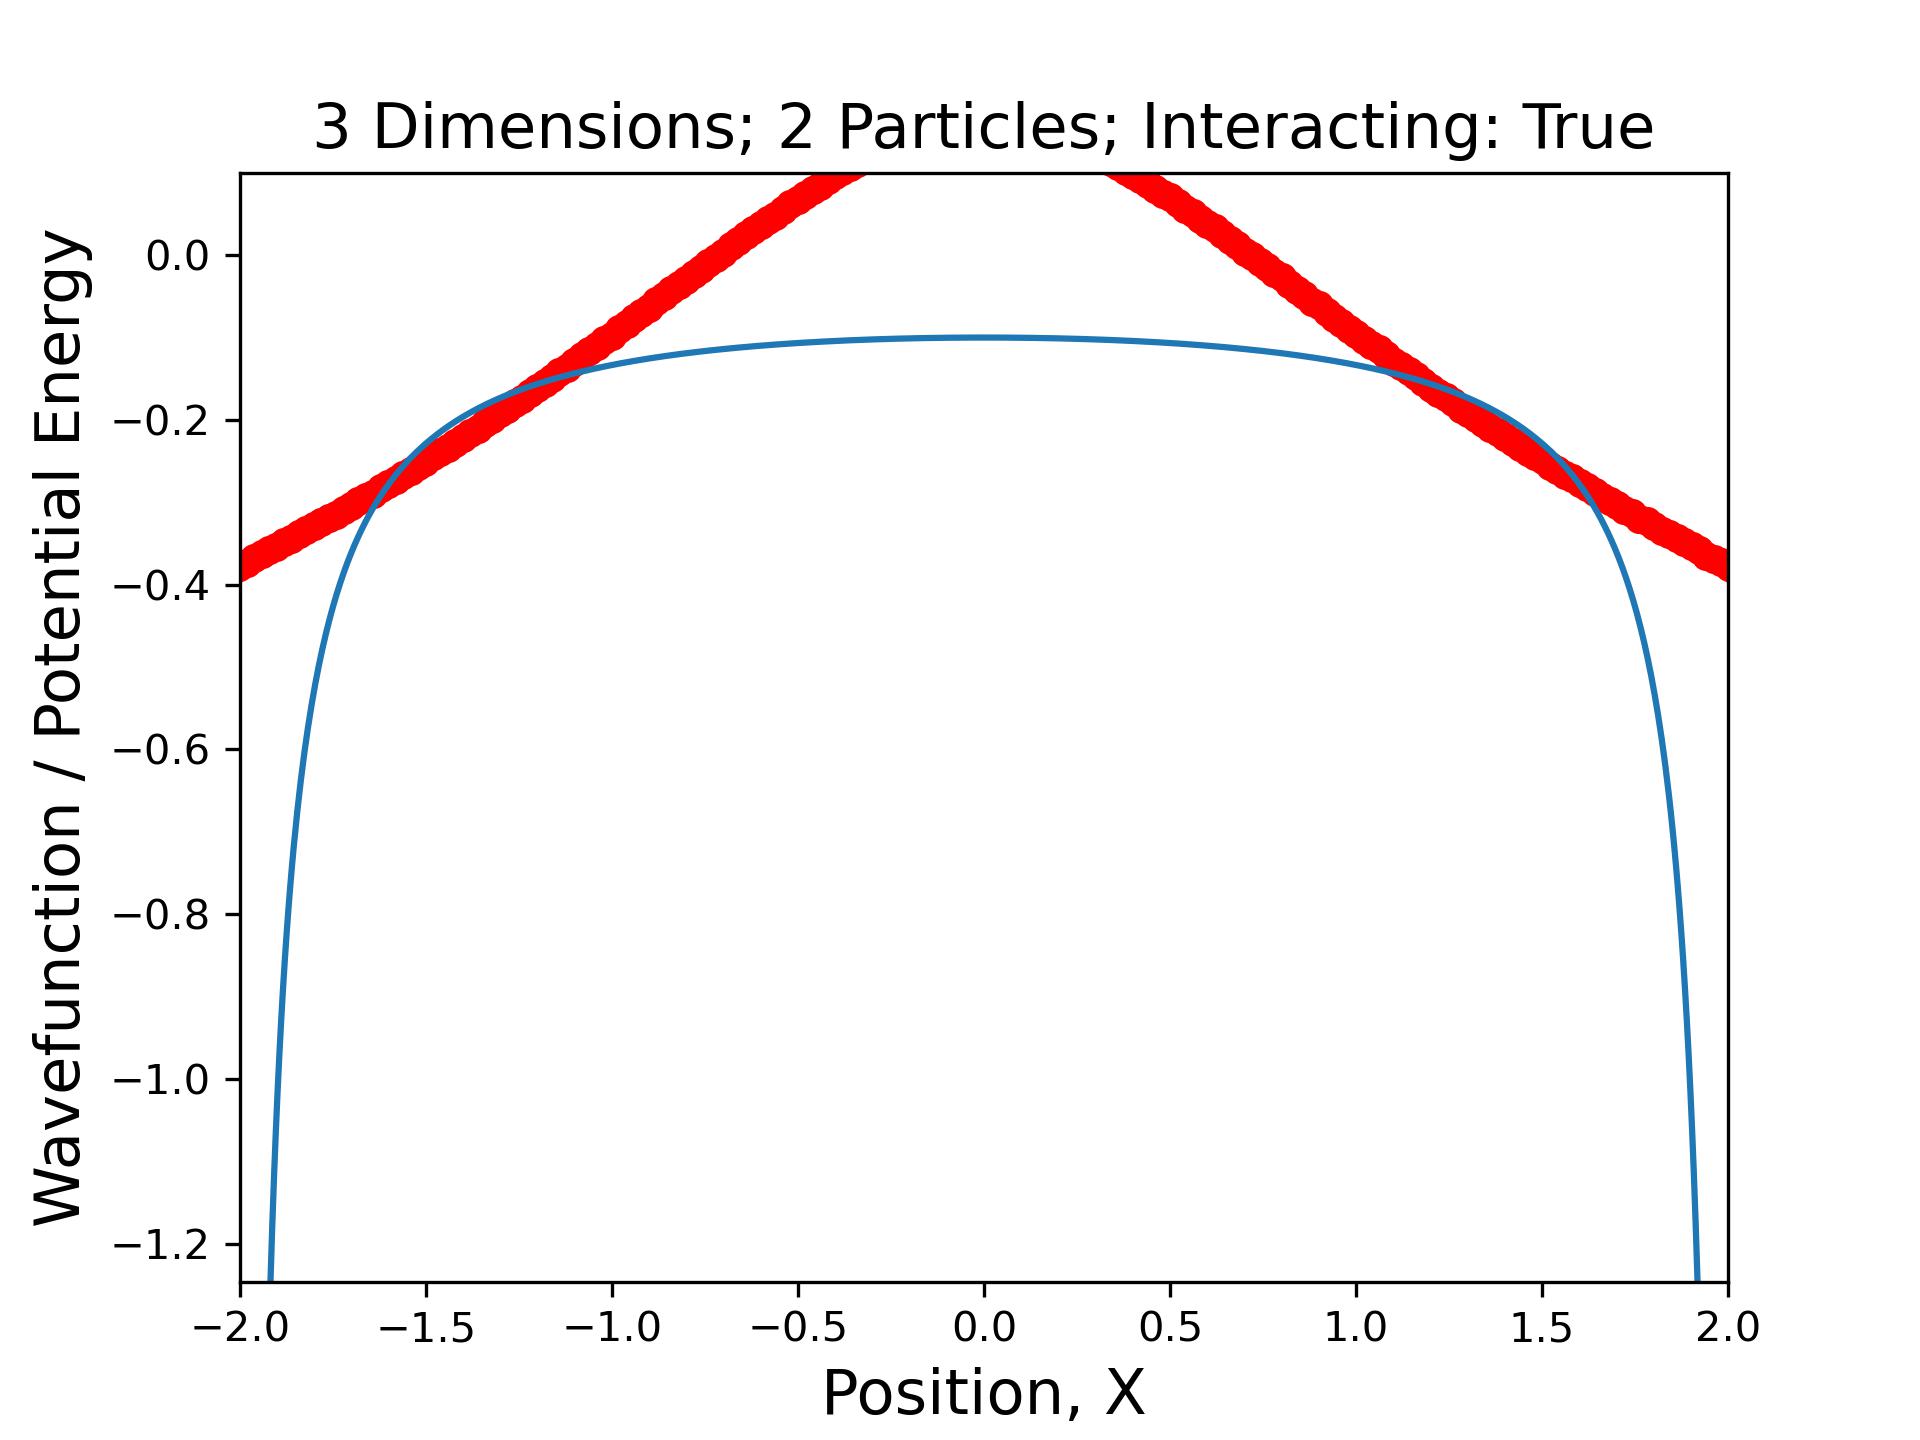 3 Dimensions; 2 Particles; Interacting: True
Wavefunction / Potential Energy
0.0
−0.2
−0.4
−0.6
−0.8
−1.0
−1.2
−2.0 −1.5 −1.0 −0.5 0.0 0.5 1.0 1.5 2.0
Position, X